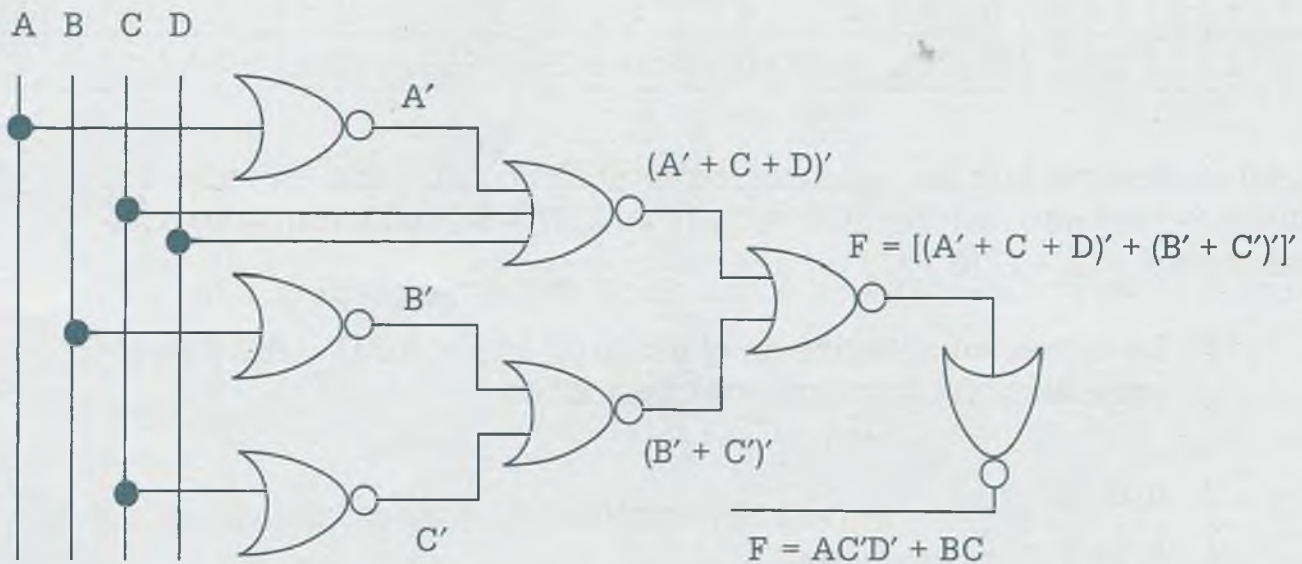 A B C D
A′
(A′ + C + D)′
F = [(A′ + C + D)′ + (B′ + C′)′]′
B′
(B′ + C′)′
C′
F = AC′D′ + BC